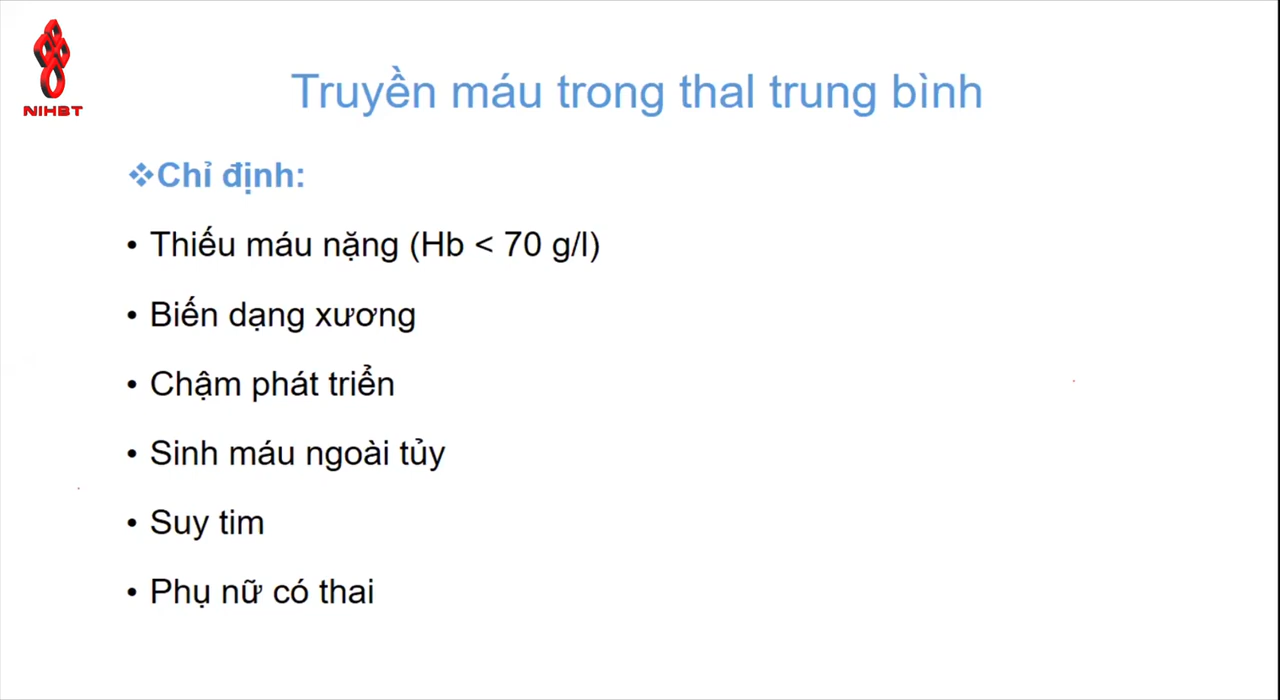 NIHBT
Truyền máu trong thal trung bình
❖Chỉ định:
• Thiếu máu nặng (Hb < 70 g/l)
• Biến dạng xương
• Chậm phát triển
• Sinh máu ngoài tủy
• Suy tim
• Phụ nữ có thai